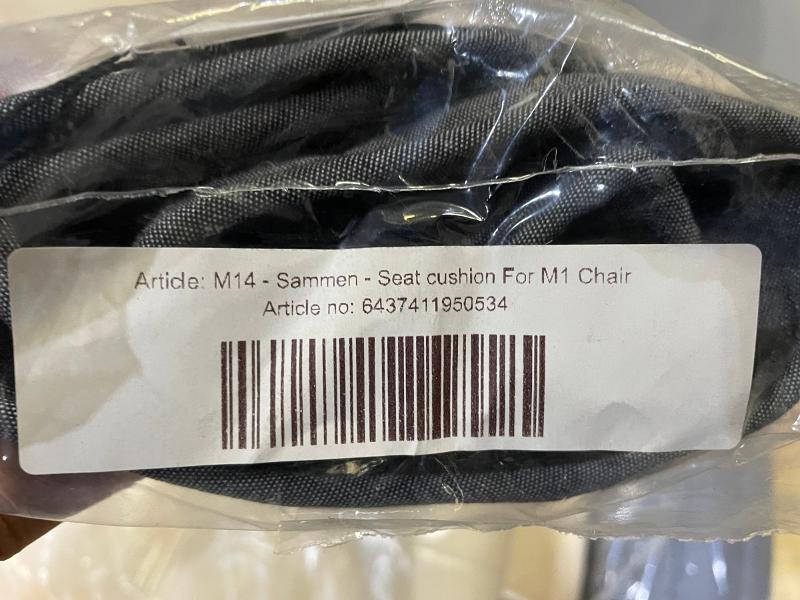 Article: M14 - Sammen - Seat cushion For M1 Chair
Article no: 6437411950534